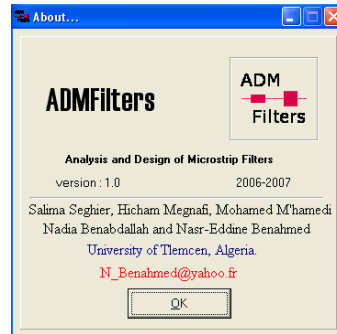 About...
ADMFilters
ADM
Filters
Analysis and Design of Microstrip Filters
version : 1.0 2006-2007
Salima Seghier, Hicham Megnafi, Mohamed M'hamedi
Nadia Benabdallah and Nasr-Eddine Benahmed
University of Tlemcen, Algeria.
N_Benahmed@yahoo.fr
OK